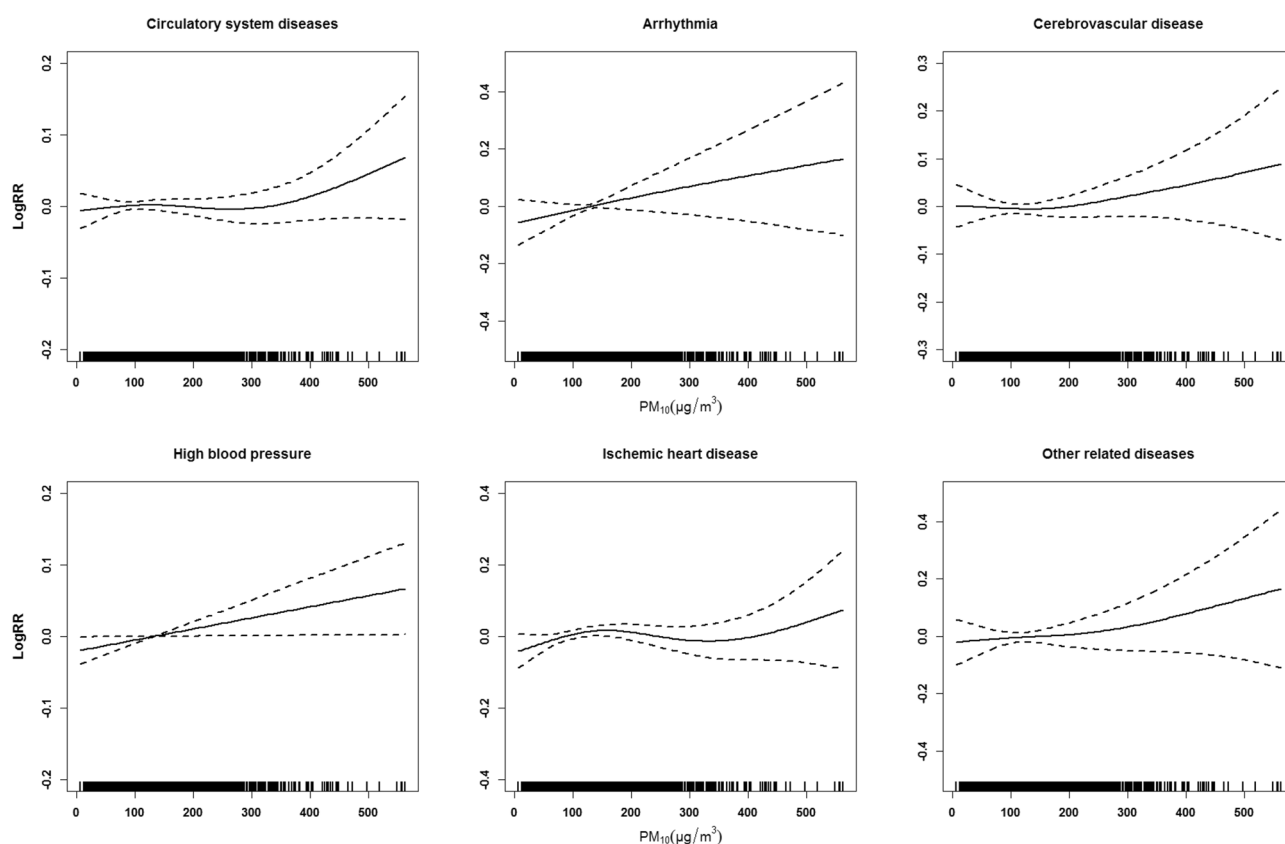 Circulatory system diseases
Arrhythmia
Cerebrovascular disease
LogRR
0.2
0.1
0.0
-0.1
-0.2
0 100 200 300 400 500
0.4
0.2
0.0
-0.2
-0.4
0 100 200 300 400 500
PM₁₀(µg/m³)
0.3
0.2
0.1
0.0
-0.1
-0.2
-0.3
0 100 200 300 400 500
High blood pressure
Ischemic heart disease
Other related diseases
LogRR
0.2
0.1
0.0
-0.1
-0.2
0 100 200 300 400 500
0.4
0.2
0.0
-0.2
-0.4
0 100 200 300 400 500
PM₁₀(µg/m³)
0.4
0.2
0.0
-0.2
-0.4
0 100 200 300 400 500